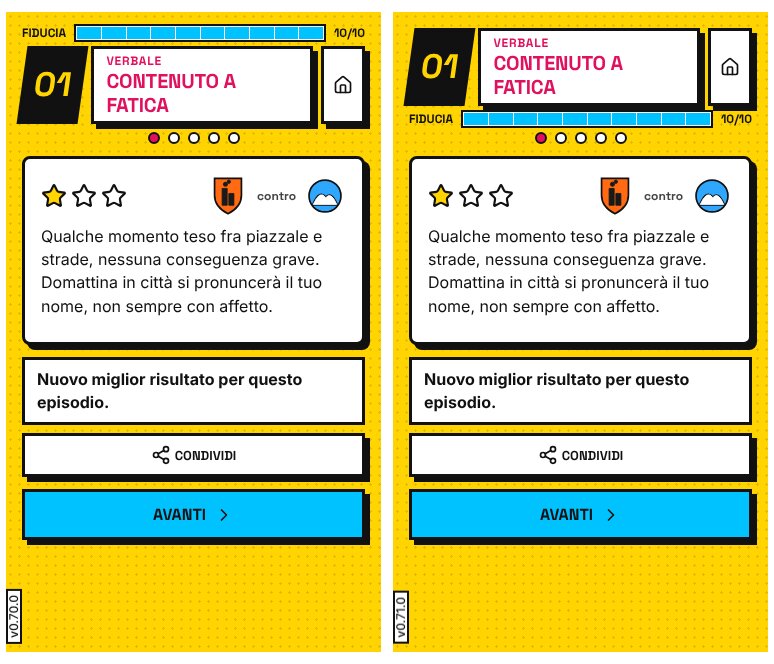 FIDUCIA 10/10
01
VERBALE
CONTENUTO A
FATICA
contro
Qualche momento teso fra piazzale e
strade, nessuna conseguenza grave.
Domattina in città si pronuncerà il tuo
nome, non sempre con affetto.
Nuovo miglior risultato per questo
episodio.
CONDIVIDI
AVANTI
v0.70.0
01
VERBALE
CONTENUTO A
FATICA
FIDUCIA 10/10
contro
Qualche momento teso fra piazzale e
strade, nessuna conseguenza grave.
Domattina in città si pronuncerà il tuo
nome, non sempre con affetto.
Nuovo miglior risultato per questo
episodio.
CONDIVIDI
AVANTI
v0.71.0